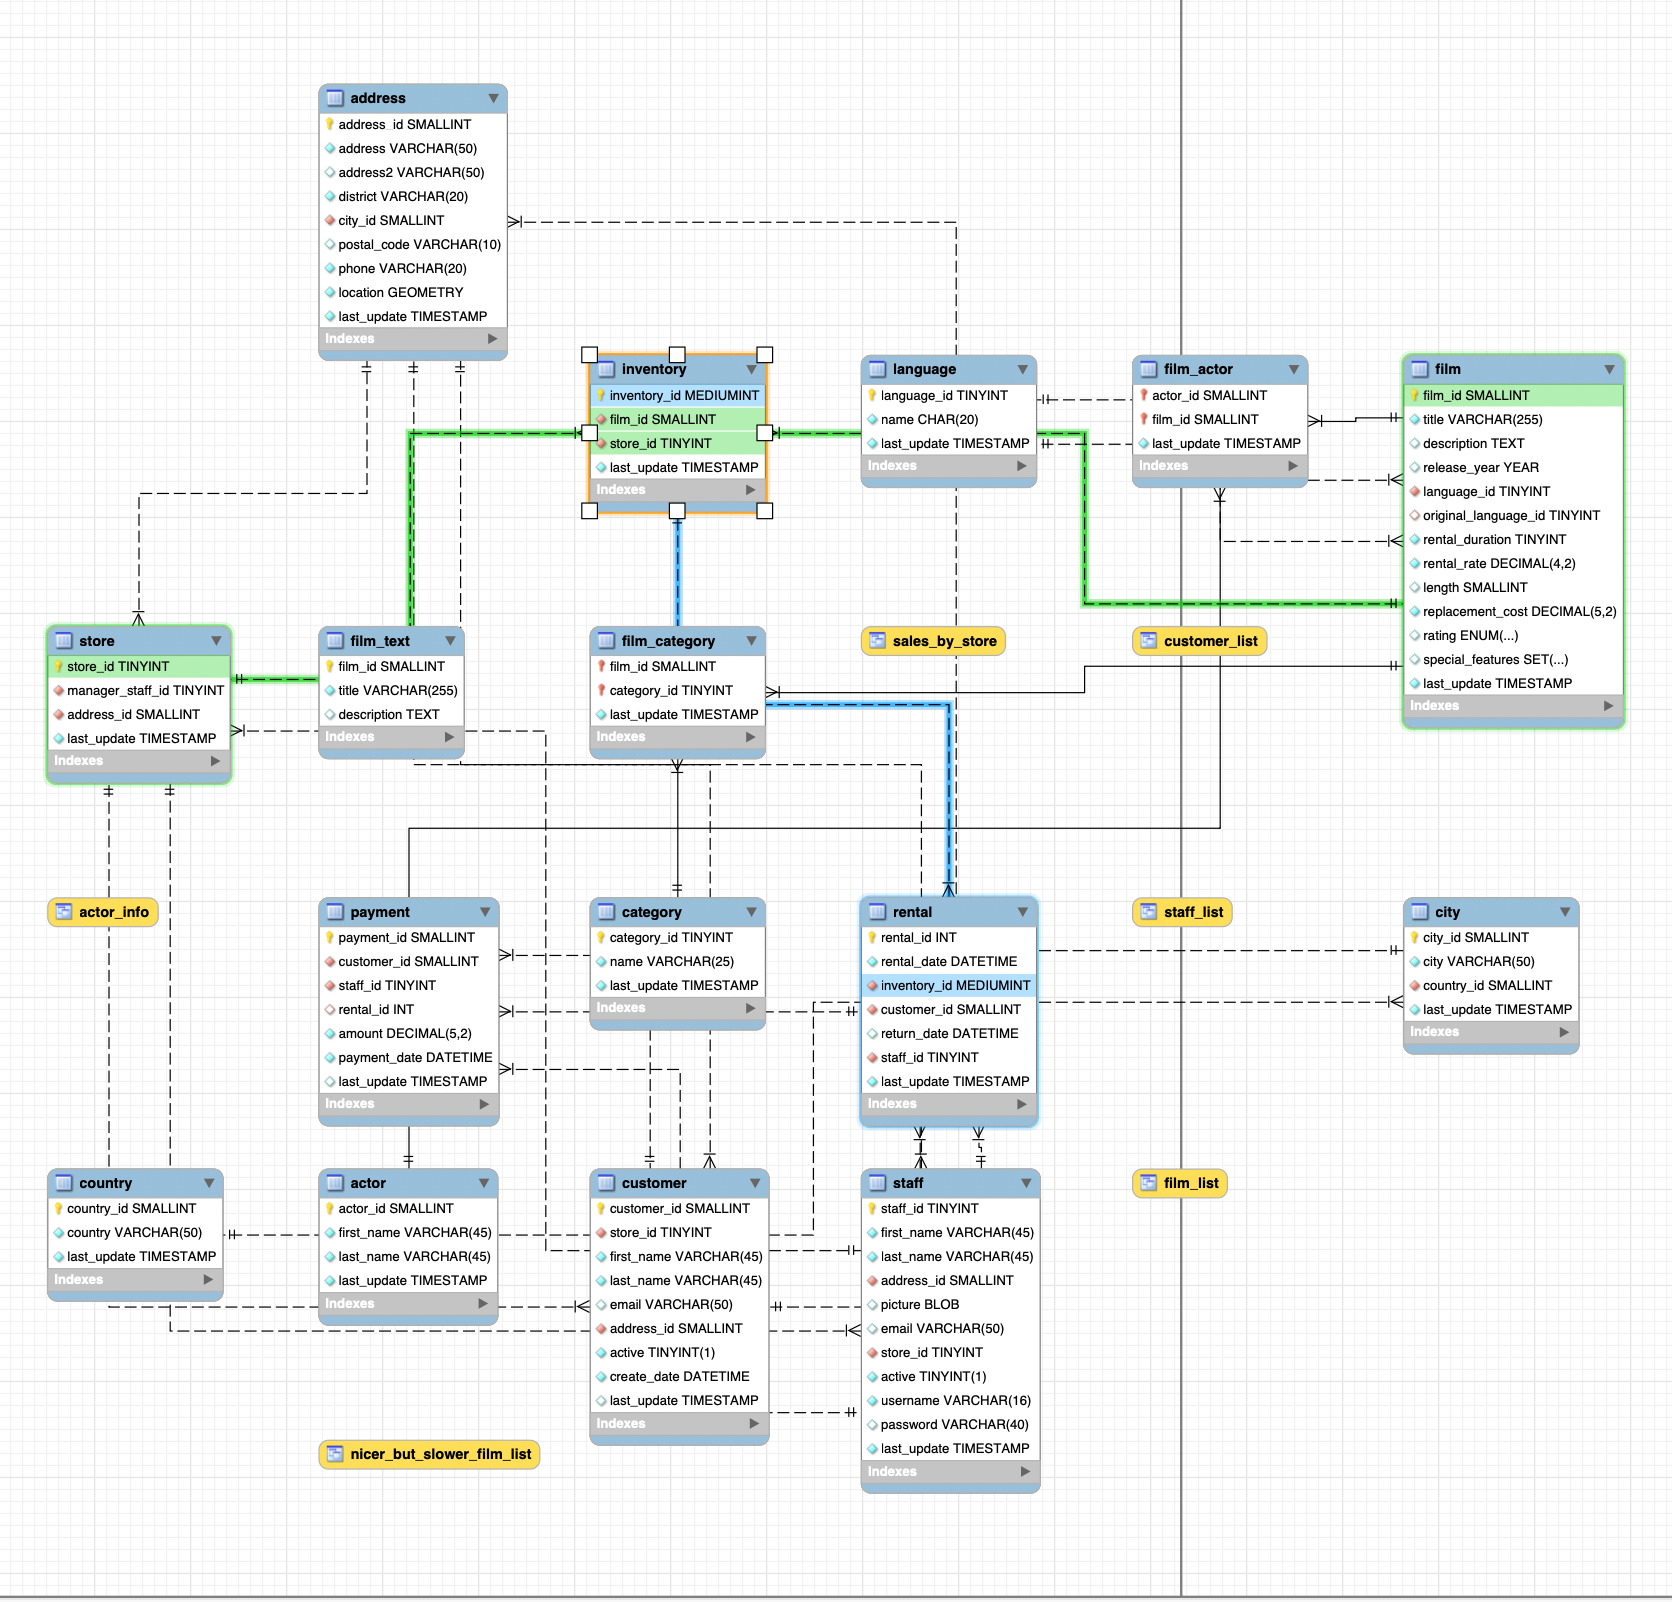 address
address_id SMALLINT
address VARCHAR(50)
address2 VARCHAR(50)
district VARCHAR(20)
city_id SMALLINT
postal_code VARCHAR(10)
phone VARCHAR(20)
location GEOMETRY
last_update TIMESTAMP
Indexes
inventory
inventory_id MEDIUMINT
film_id SMALLINT
store_id TINYINT
last_update TIMESTAMP
Indexes
language
language_id TINYINT
name CHAR(20)
last_update TIMESTAMP
Indexes
film_actor
actor_id SMALLINT
film_id SMALLINT
last_update TIMESTAMP
Indexes
film
film_id SMALLINT
title VARCHAR(255)
description TEXT
release_year YEAR
language_id TINYINT
original_language_id TINYINT
rental_duration TINYINT
rental_rate DECIMAL(4,2)
length SMALLINT
replacement_cost DECIMAL(5,2)
rating ENUM(...)
special_features SET(...)
last_update TIMESTAMP
Indexes
store
store_id TINYINT
manager_staff_id TINYINT
address_id SMALLINT
last_update TIMESTAMP
Indexes
film_text
film_id SMALLINT
title VARCHAR(255)
description TEXT
Indexes
film_category
film_id SMALLINT
category_id TINYINT
last_update TIMESTAMP
Indexes
sales_by_store
customer_list
actor_info
payment
payment_id SMALLINT
customer_id SMALLINT
staff_id TINYINT
rental_id INT
amount DECIMAL(5,2)
payment_date DATETIME
last_update TIMESTAMP
Indexes
category
category_id TINYINT
name VARCHAR(25)
last_update TIMESTAMP
Indexes
rental
rental_id INT
rental_date DATETIME
inventory_id MEDIUMINT
customer_id SMALLINT
return_date DATETIME
staff_id TINYINT
last_update TIMESTAMP
Indexes
staff_list
city
city_id SMALLINT
city VARCHAR(50)
country_id SMALLINT
last_update TIMESTAMP
Indexes
country
country_id SMALLINT
country VARCHAR(50)
last_update TIMESTAMP
Indexes
actor
actor_id SMALLINT
first_name VARCHAR(45)
last_name VARCHAR(45)
last_update TIMESTAMP
Indexes
customer
customer_id SMALLINT
store_id TINYINT
first_name VARCHAR(45)
last_name VARCHAR(45)
email VARCHAR(50)
address_id SMALLINT
active TINYINT(1)
create_date DATETIME
last_update TIMESTAMP
Indexes
staff
staff_id TINYINT
first_name VARCHAR(45)
last_name VARCHAR(45)
address_id SMALLINT
picture BLOB
email VARCHAR(50)
store_id TINYINT
active TINYINT(1)
username VARCHAR(16)
password VARCHAR(40)
last_update TIMESTAMP
Indexes
film_list
nicer_but_slower_film_list